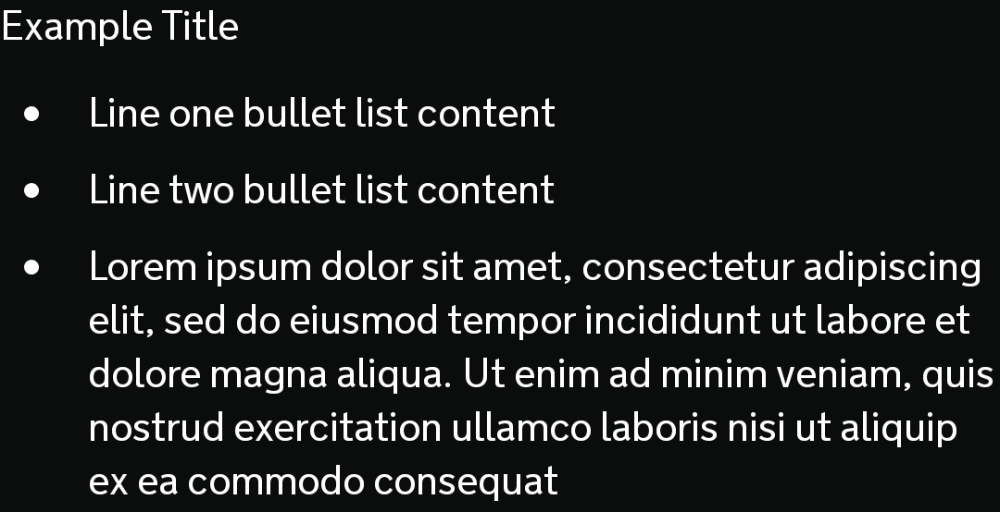 Example Title
• Line one bullet list content
• Line two bullet list content
• Lorem ipsum dolor sit amet, consectetur adipiscing
elit, sed do eiusmod tempor incididunt ut labore et
dolore magna aliqua. Ut enim ad minim veniam, quis
nostrud exercitation ullamco laboris nisi ut aliquip
ex ea commodo consequat